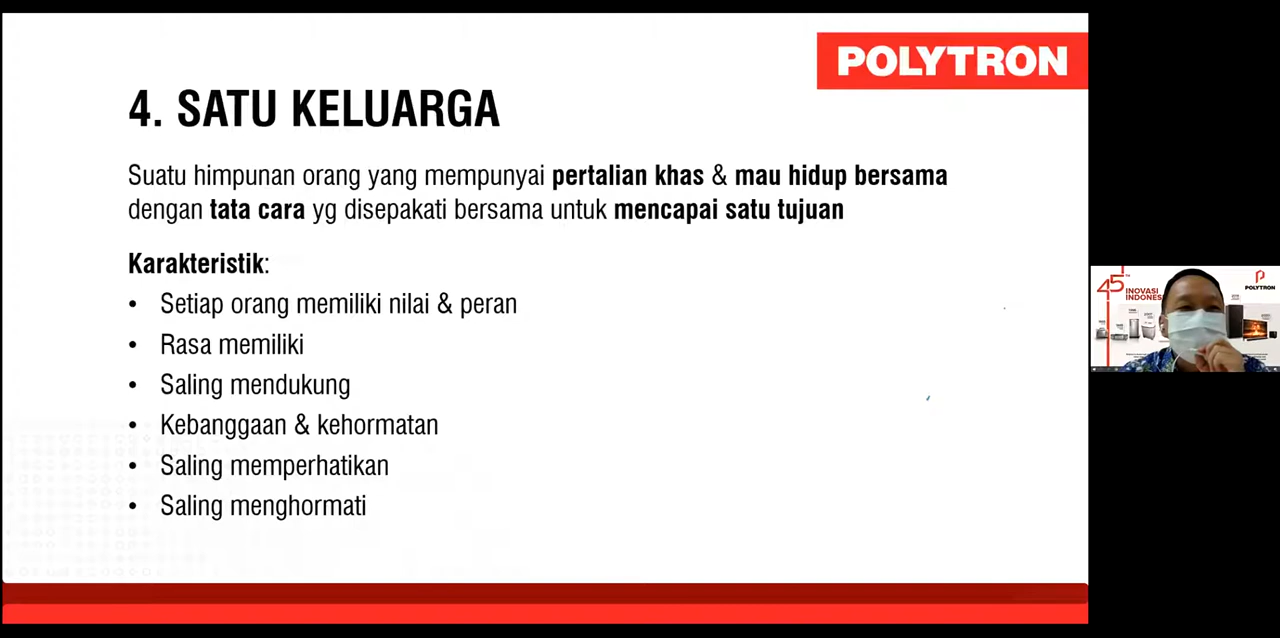 POLYTRON
4. SATU KELUARGA
Suatu himpunan orang yang mempunyai pertalian khas & mau hidup bersama
dengan tata cara yg disepakati bersama untuk mencapai satu tujuan
Karakteristik:
• Setiap orang memiliki nilai & peran
• Rasa memiliki
• Saling mendukung
• Kebanggaan & kehormatan
• Saling memperhatikan
• Saling menghormati
45TH
INOVASI
POLYTRON